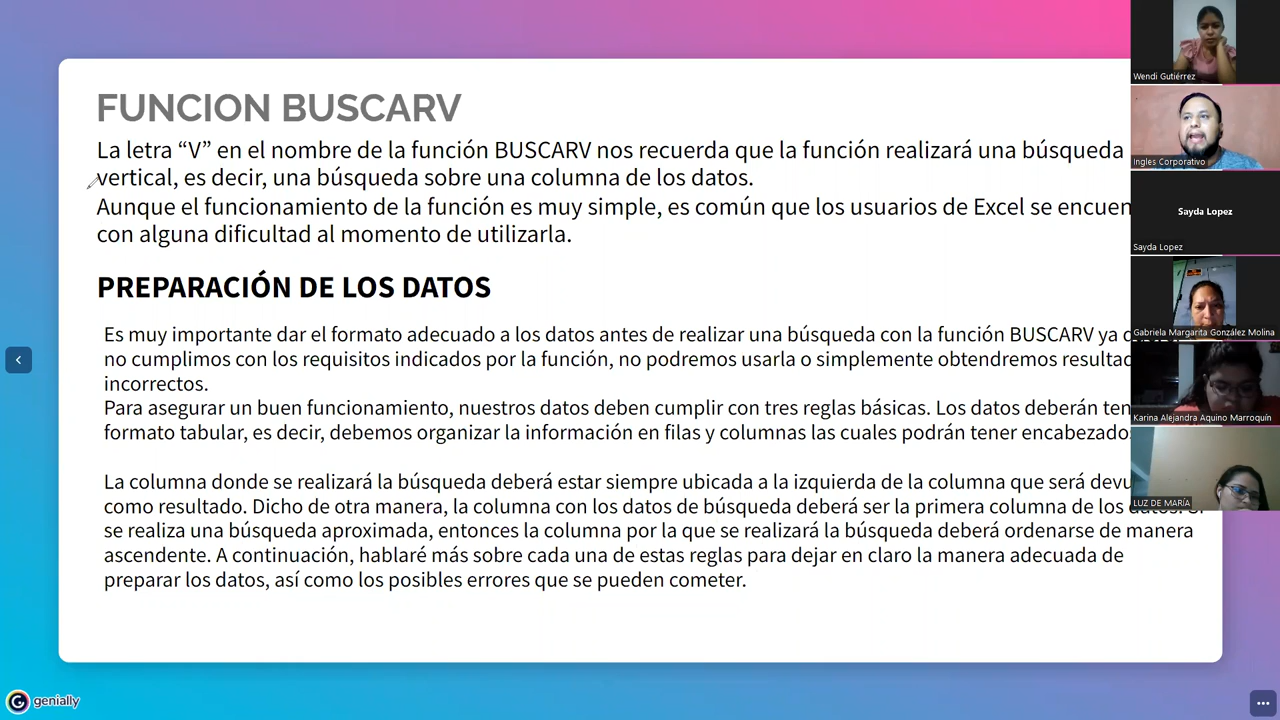 FUNCION BUSCARV
La letra “V” en el nombre de la función BUSCARV nos recuerda que la función realizará una búsqueda
vertical, es decir, una búsqueda sobre una columna de los datos.
Aunque el funcionamiento de la función es muy simple, es común que los usuarios de Excel se encuen
con alguna dificultad al momento de utilizarla.
PREPARACIÓN DE LOS DATOS
Es muy importante dar el formato adecuado a los datos antes de realizar una búsqueda con la función BUSCARV ya
no cumplimos con los requisitos indicados por la función, no podremos usarla o simplemente obtendremos resultad
incorrectos.
Para asegurar un buen funcionamiento, nuestros datos deben cumplir con tres reglas básicas. Los datos deberán ten
formato tabular, es decir, debemos organizar la información en filas y columnas las cuales podrán tener encabezados
La columna donde se realizará la búsqueda deberá estar siempre ubicada a la izquierda de la columna que será devu
como resultado. Dicho de otra manera, la columna con los datos de búsqueda deberá ser la primera columna de los datos. Si
se realiza una búsqueda aproximada, entonces la columna por la que se realizará la búsqueda deberá ordenarse de manera
ascendente. A continuación, hablaré más sobre cada una de estas reglas para dejar en claro la manera adecuada de
preparar los datos, así como los posibles errores que se pueden cometer.
genially
Wendi Gutiérrez
Ingles Corporativo
Sayda Lopez
Sayda Lopez
Gabriela Margarita González Molina
Karina Alejandra Aquino Marroquín
LUZ DE MARÍA